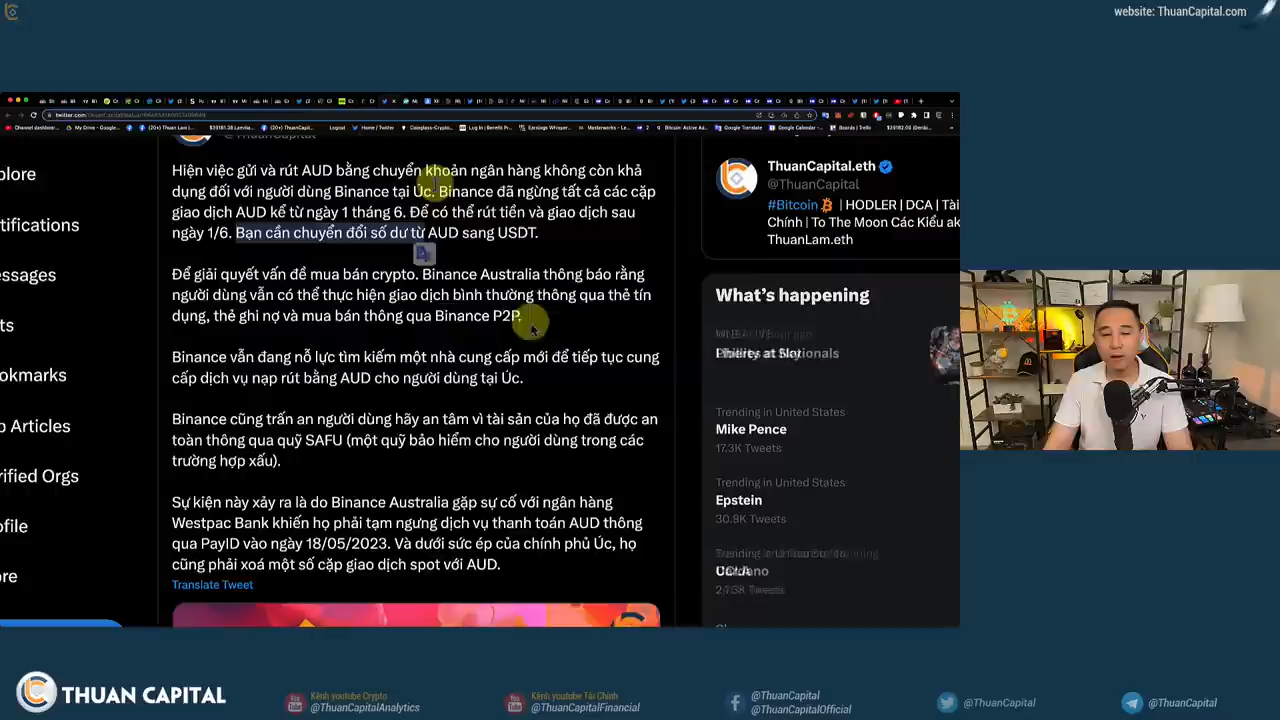 website: ThuanCapital.com
Hiện việc gửi và rút AUD bằng chuyển khoản ngân hàng không còn khả
dụng đối với người dùng Binance tại Úc. Binance đã ngừng tất cả các cặp
giao dịch AUD kể từ ngày 1 tháng 6. Để có thể rút tiền và giao dịch sau
ngày 1/6. Bạn cần chuyển đổi số dư từ AUD sang USDT.
Để giải quyết vấn đề mua bán crypto. Binance Australia thông báo rằng
người dùng vẫn có thể thực hiện giao dịch bình thường thông qua thẻ tín
dụng, thẻ ghi nợ và mua bán thông qua Binance P2P.
Binance vẫn đang nỗ lực tìm kiếm một nhà cung cấp mới để tiếp tục cung
cấp dịch vụ nạp rút bằng AUD cho người dùng tại Úc.
Binance cũng trấn an người dùng hãy an tâm vì tài sản của họ đã được an
toàn thông qua quỹ SAFU (một quỹ bảo hiểm cho người dùng trong các
trường hợp xấu).
Sự kiện này xảy ra là do Binance Australia gặp sự cố với ngân hàng
Westpac Bank khiến họ phải tạm ngưng dịch vụ thanh toán AUD thông
qua PayID vào ngày 18/05/2023. Và dưới sức ép của chính phủ Úc, họ
cũng phải xoá một số cặp giao dịch spot với AUD.
Translate Tweet
plore
tifications
essages
ts
okmarks
p Articles
rified Orgs
ofile
ore
ThuanCapital.eth
@ThuanCapital
#Bitcoin | HODLER | DCA | Tài
Chính | To The Moon Các Kiểu ak
ThuanLam.eth
What's happening
Trending in United States
Mike Pence
17.3K Tweets
Trending in United States
Epstein
30.9K Tweets
THUAN CAPITAL
Kênh youtube Crypto
@ThuanCapitalAnalytics
Kênh youtube Tài Chính
@ThuanCapitalFinancial
@ThuanCapital
@ThuanCapitalOfficial
@ThuanCapital
@ThuanCapital